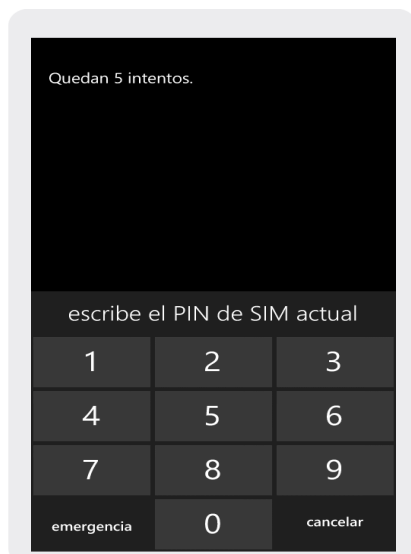 Quedan 5 intentos.
escribe el PIN de SIM actual
1 2 3
4 5 6
7 8 9
emergencia 0 cancelar